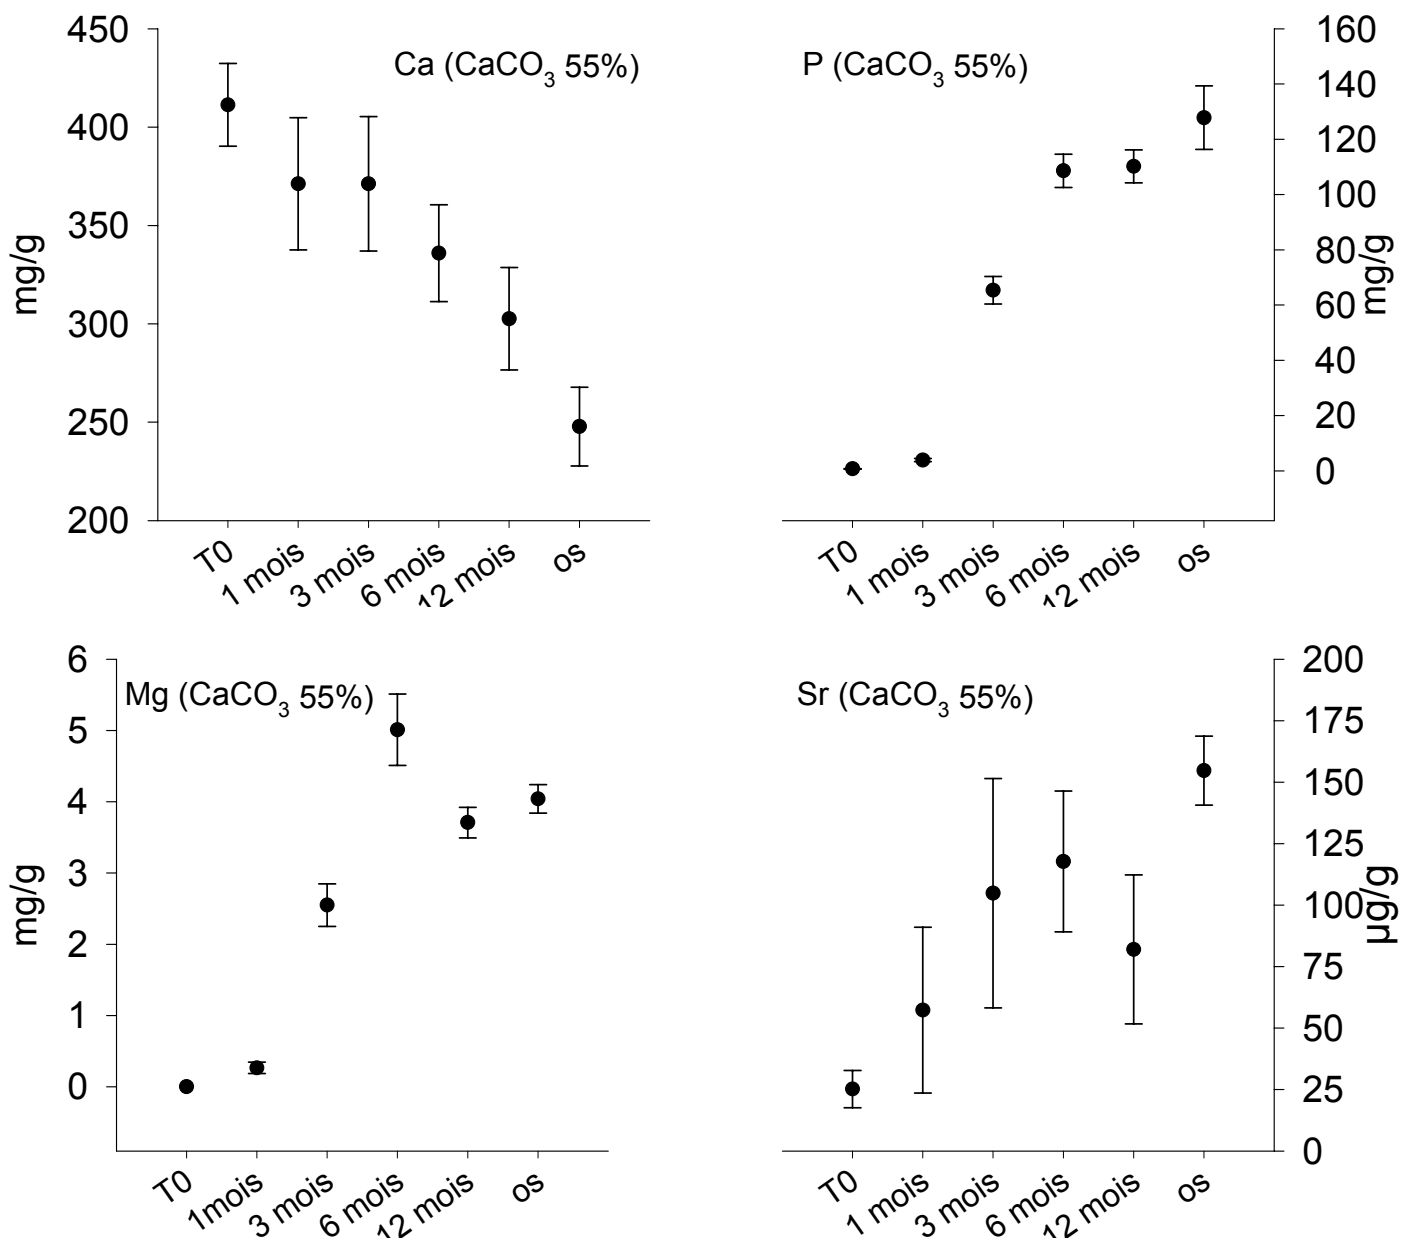 Ca (CaCO3 55%)
mg/g
450
400
350
300
250
200
T0
1 mois
3 mois
6 mois
12 mois
os
P (CaCO3 55%)
mg/g
160
140
120
100
80
60
40
20
0
T0
1 mois
3 mois
6 mois
12 mois
os
Mg (CaCO3 55%)
mg/g
6
5
4
3
2
1
0
T0
1mois
3 mois
6 mois
12 mois
os
Sr (CaCO3 55%)
µg/g
200
175
150
125
100
75
50
25
0
T0
1 mois
3 mois
6 mois
12 mois
os